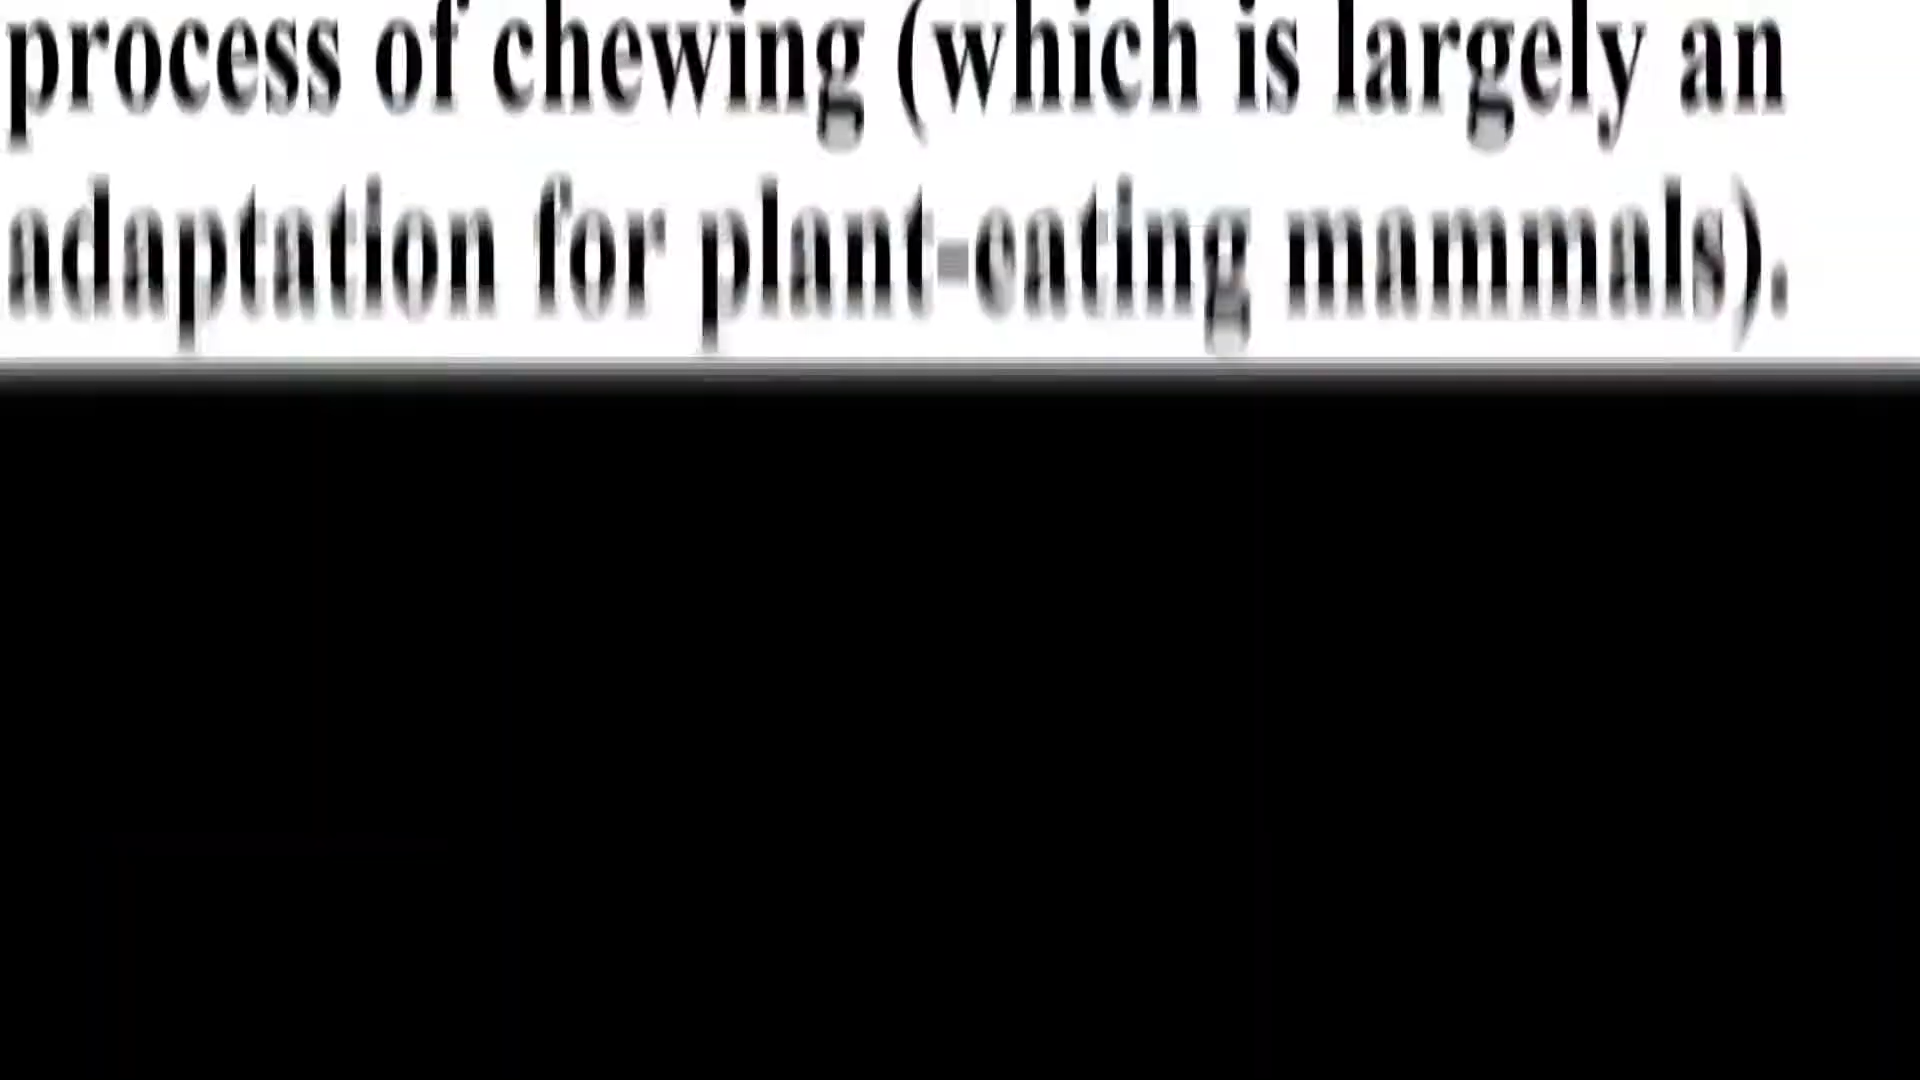 process of chewing (which is largely an
adaptation for plant-eating mammals).